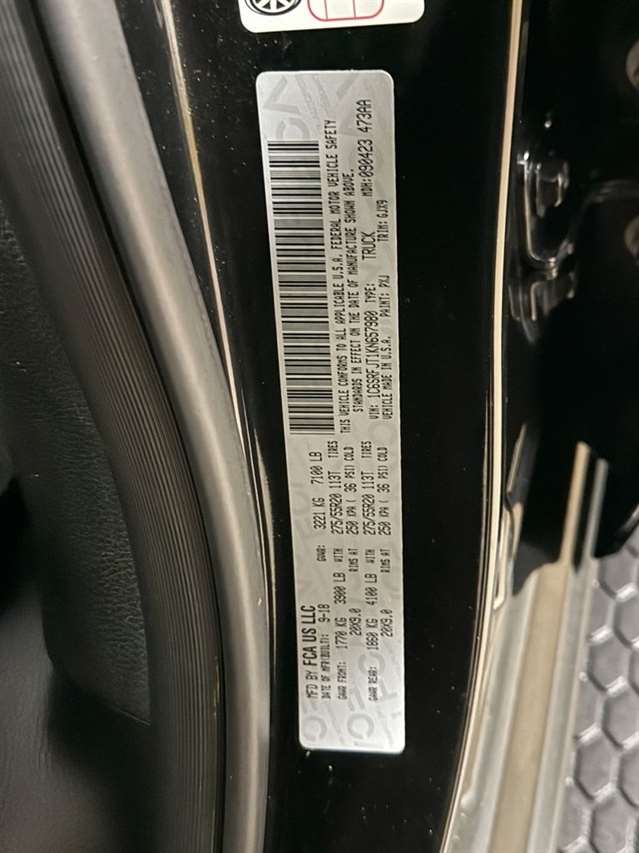 MFD BY FCA US LLC
DATE OF MFR(BUILT): 9-18 GVWR: 3221 KG 7100 LB
GAWR FRONT: 1770 KG 3900 LB WITH 275/55R20 113T TIRES
20X9.0 RIMS AT 250 KPA ( 36 PSI) COLD
GAWR REAR: 1860 KG 4100 LB WITH 275/55R20 113T TIRES
20X9.0 RIMS AT 250 KPA ( 36 PSI) COLD
THIS VEHICLE CONFORMS TO ALL APPLICABLE U.S.A. FEDERAL MOTOR VEHICLE SAFETY
STANDARDS IN EFFECT ON THE DATE OF MANUFACTURE SHOWN ABOVE.
VIN: 1C6SRFJT1KN657980 TYPE: TRUCK MDH: 090423 473AA
VEHICLE MADE IN U.S.A. PAINT: PXJ TRIM: GJX9